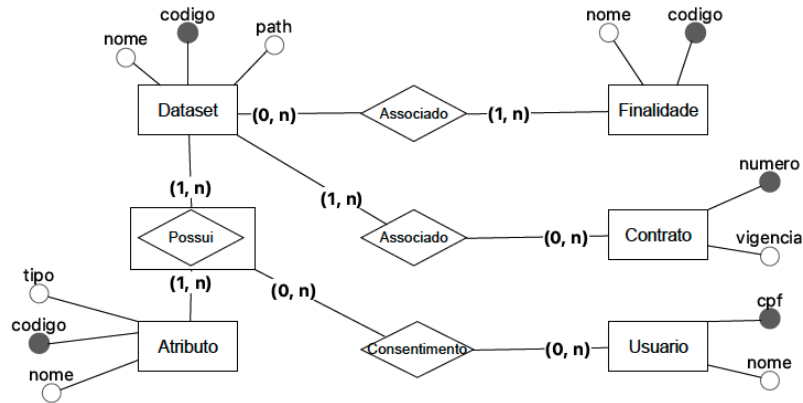 codigo
nome
path
Dataset
(0, n)
Associado
(1, n)
nome
codigo
Finalidade
(1, n)
Possui
(1, n)
(1, n)
Associado
(0, n)
numero
Contrato
vigencia
tipo
codigo
nome
Atributo
(0, n)
Consentimento
(0, n)
cpf
Usuario
nome